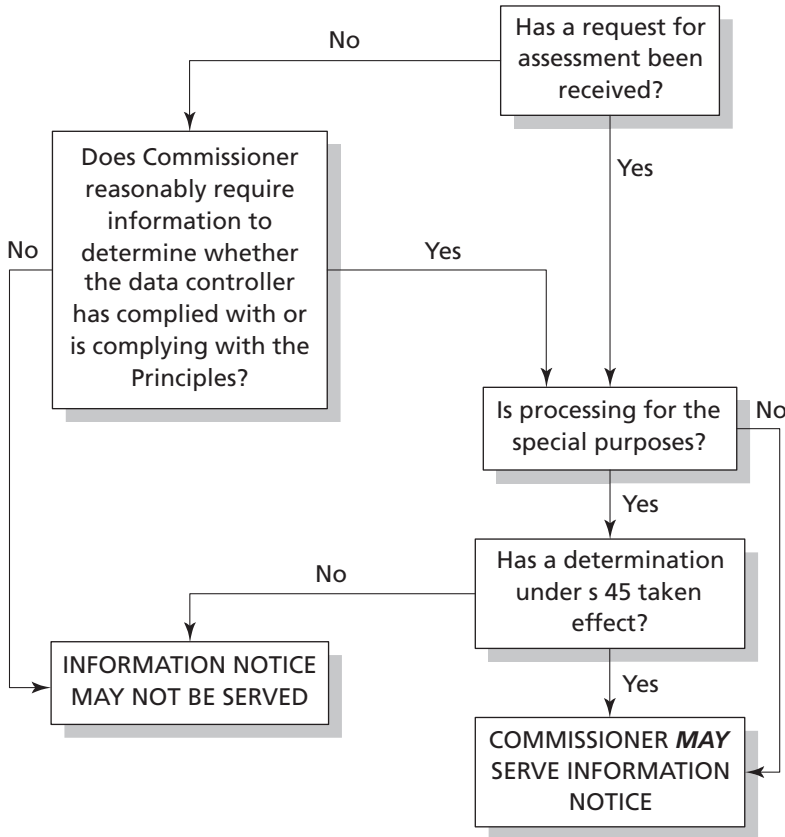 Has a request for
assessment been
received?
No
Yes
Does Commissioner
reasonably require
information to
determine whether
the data controller
has complied with or
is complying with the
Principles?
No
Yes
Is processing for the
special purposes?
No
Yes
Has a determination
under s 45 taken
effect?
No
Yes
INFORMATION NOTICE
MAY NOT BE SERVED
COMMISSIONER MAY
SERVE INFORMATION
NOTICE